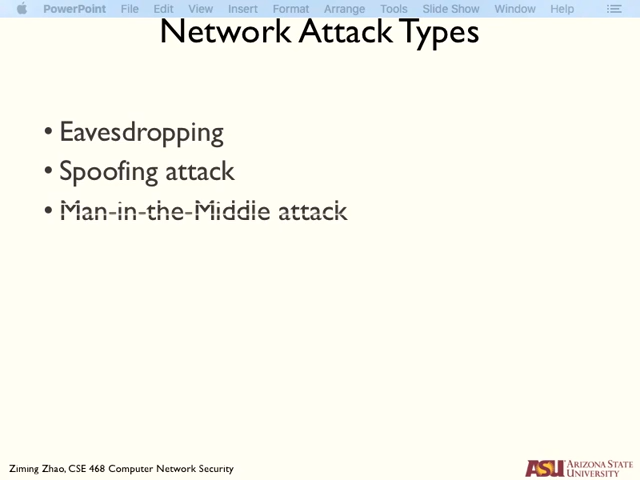 PowerPoint File Edit View Insert Format Arrange Tools Slide Show Window Help
Network Attack Types
• Eavesdropping
• Spoofing attack
• Man-in-the-Middle attack
Ziming Zhao, CSE 468 Computer Network Security
ASU ARIZONA STATE
UNIVERSITY